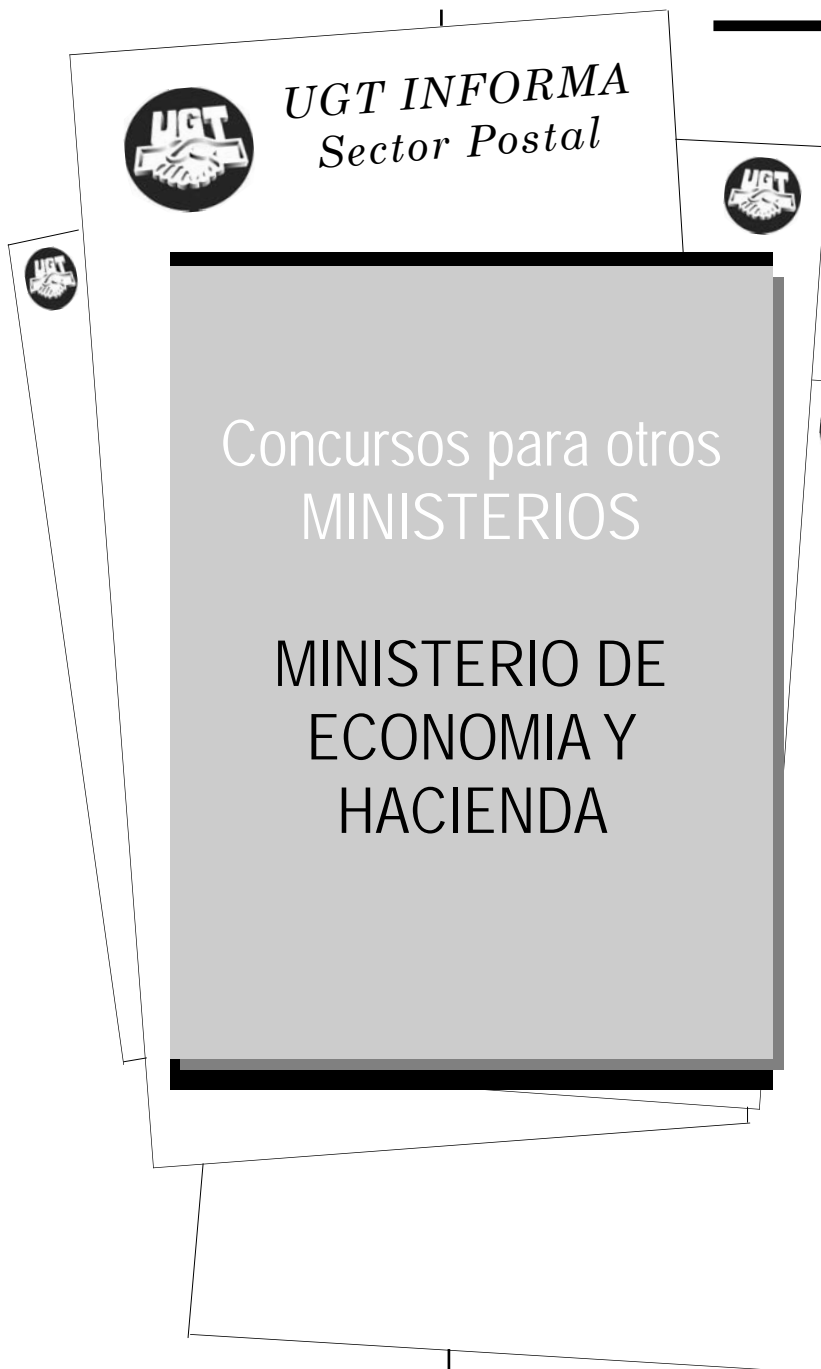 UGT
UGT INFORMA
Sector Postal
UGT
UGT
Concursos para otros
MINISTERIOS
MINISTERIO DE
ECONOMIA Y
HACIENDA